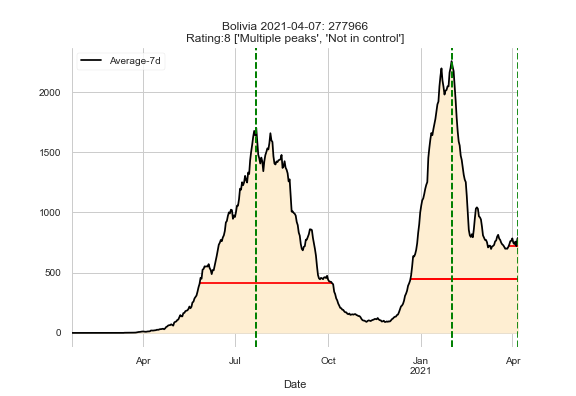 Bolivia 2021-04-07: 277966
Rating:8 ['Multiple peaks', 'Not in control']
Average-7d
2000
1500
1000
500
0
Apr
Jul
Oct
Jan
2021
Apr
Date